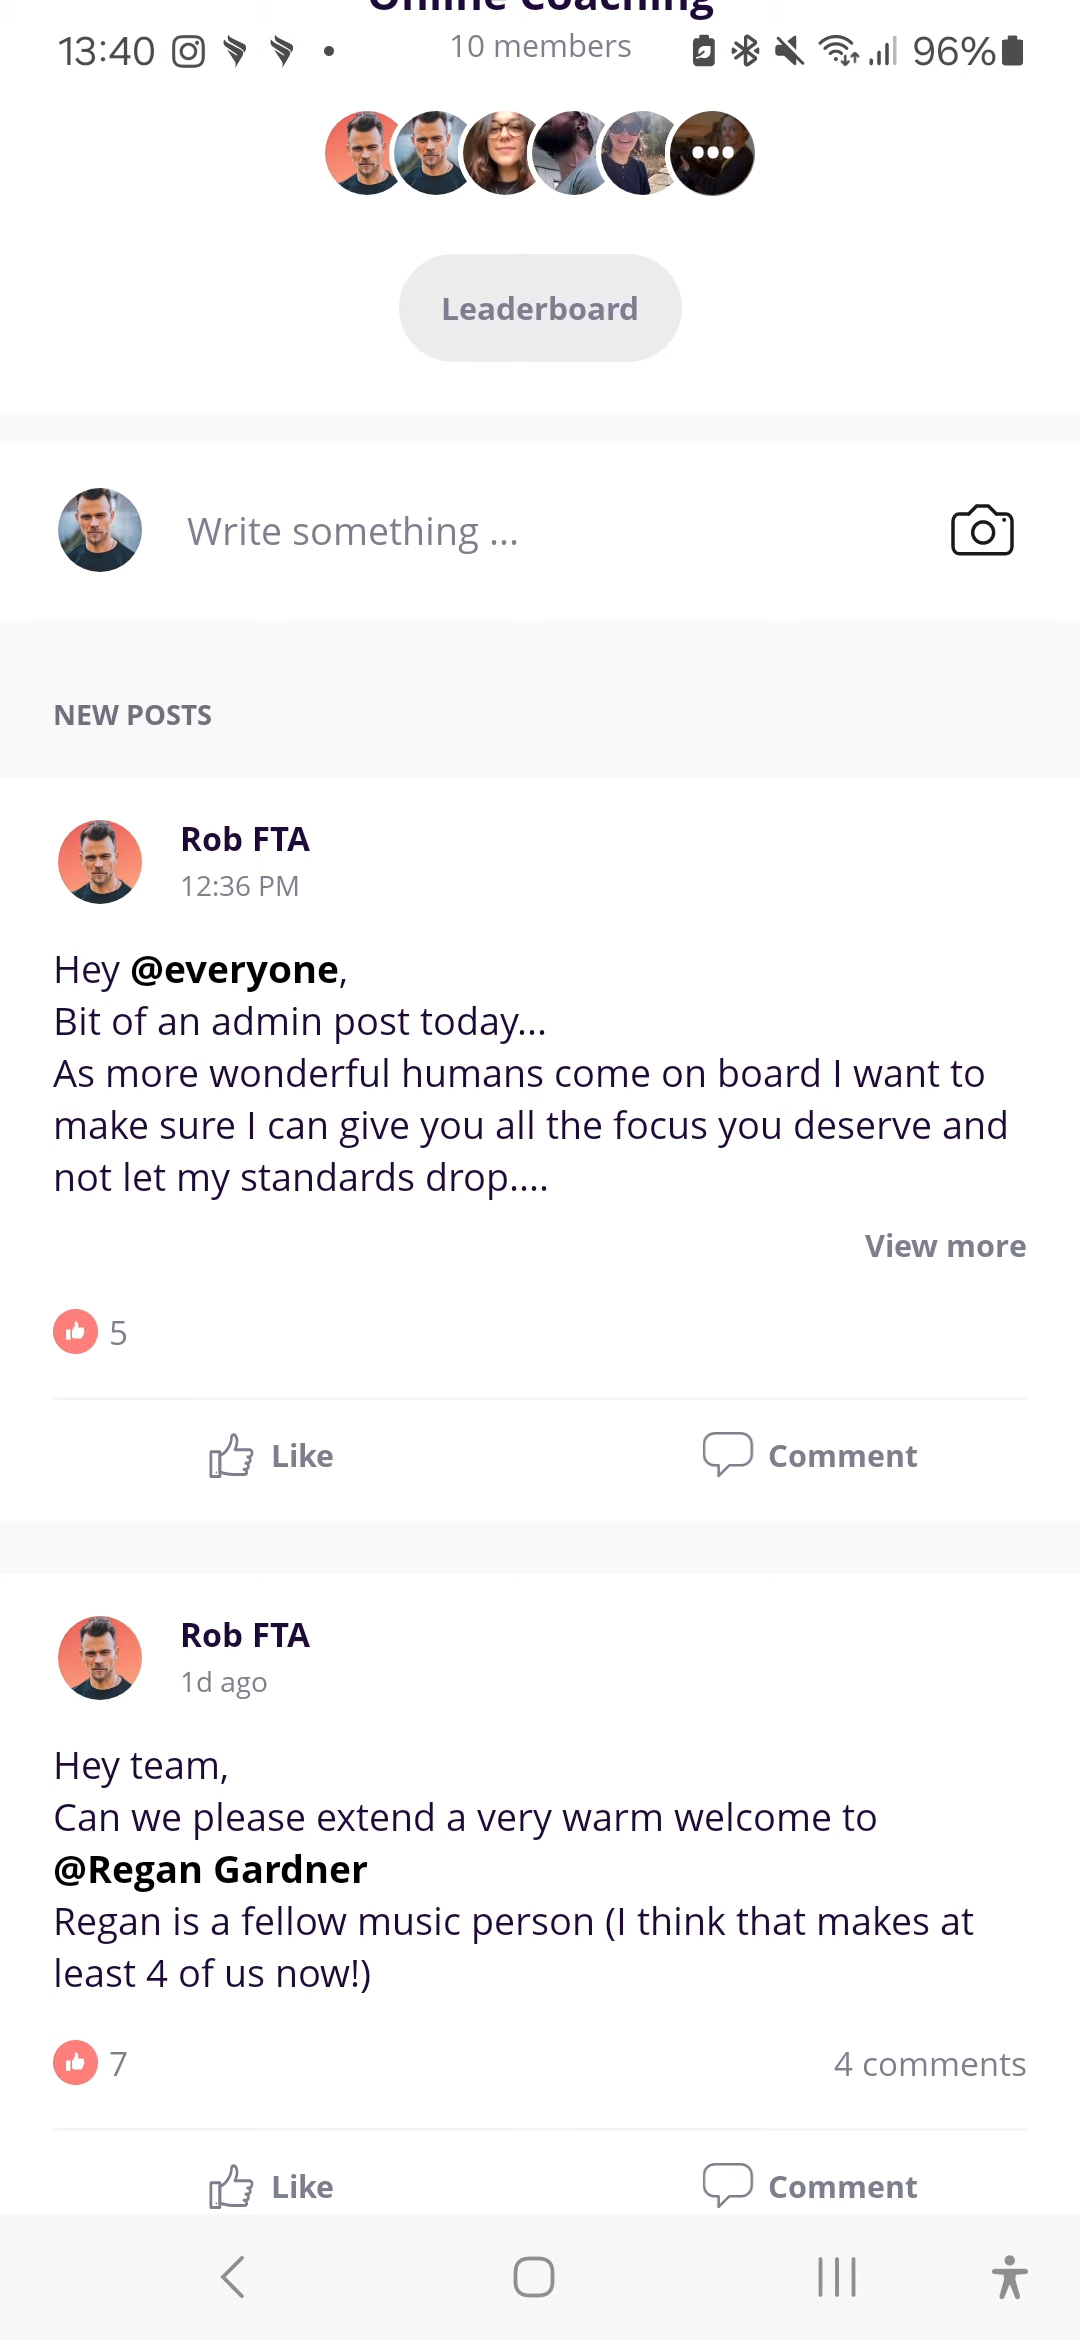 Online Coaching
13:40
10 members
96%
Leaderboard
Write something ...
NEW POSTS
Rob FTA
12:36 PM
Hey @everyone,
Bit of an admin post today...
As more wonderful humans come on board I want to
make sure I can give you all the focus you deserve and
not let my standards drop....
View more
5
Like
Comment
Rob FTA
1d ago
Hey team,
Can we please extend a very warm welcome to
@Regan Gardner
Regan is a fellow music person (I think that makes at
least 4 of us now!)
7
4 comments
Like
Comment